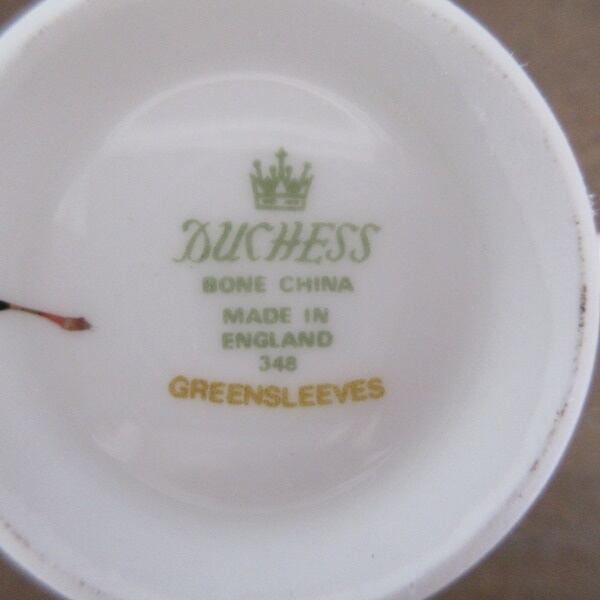 DUCHESS
BONE CHINA
MADE IN
ENGLAND
348
GREENSLEEVES